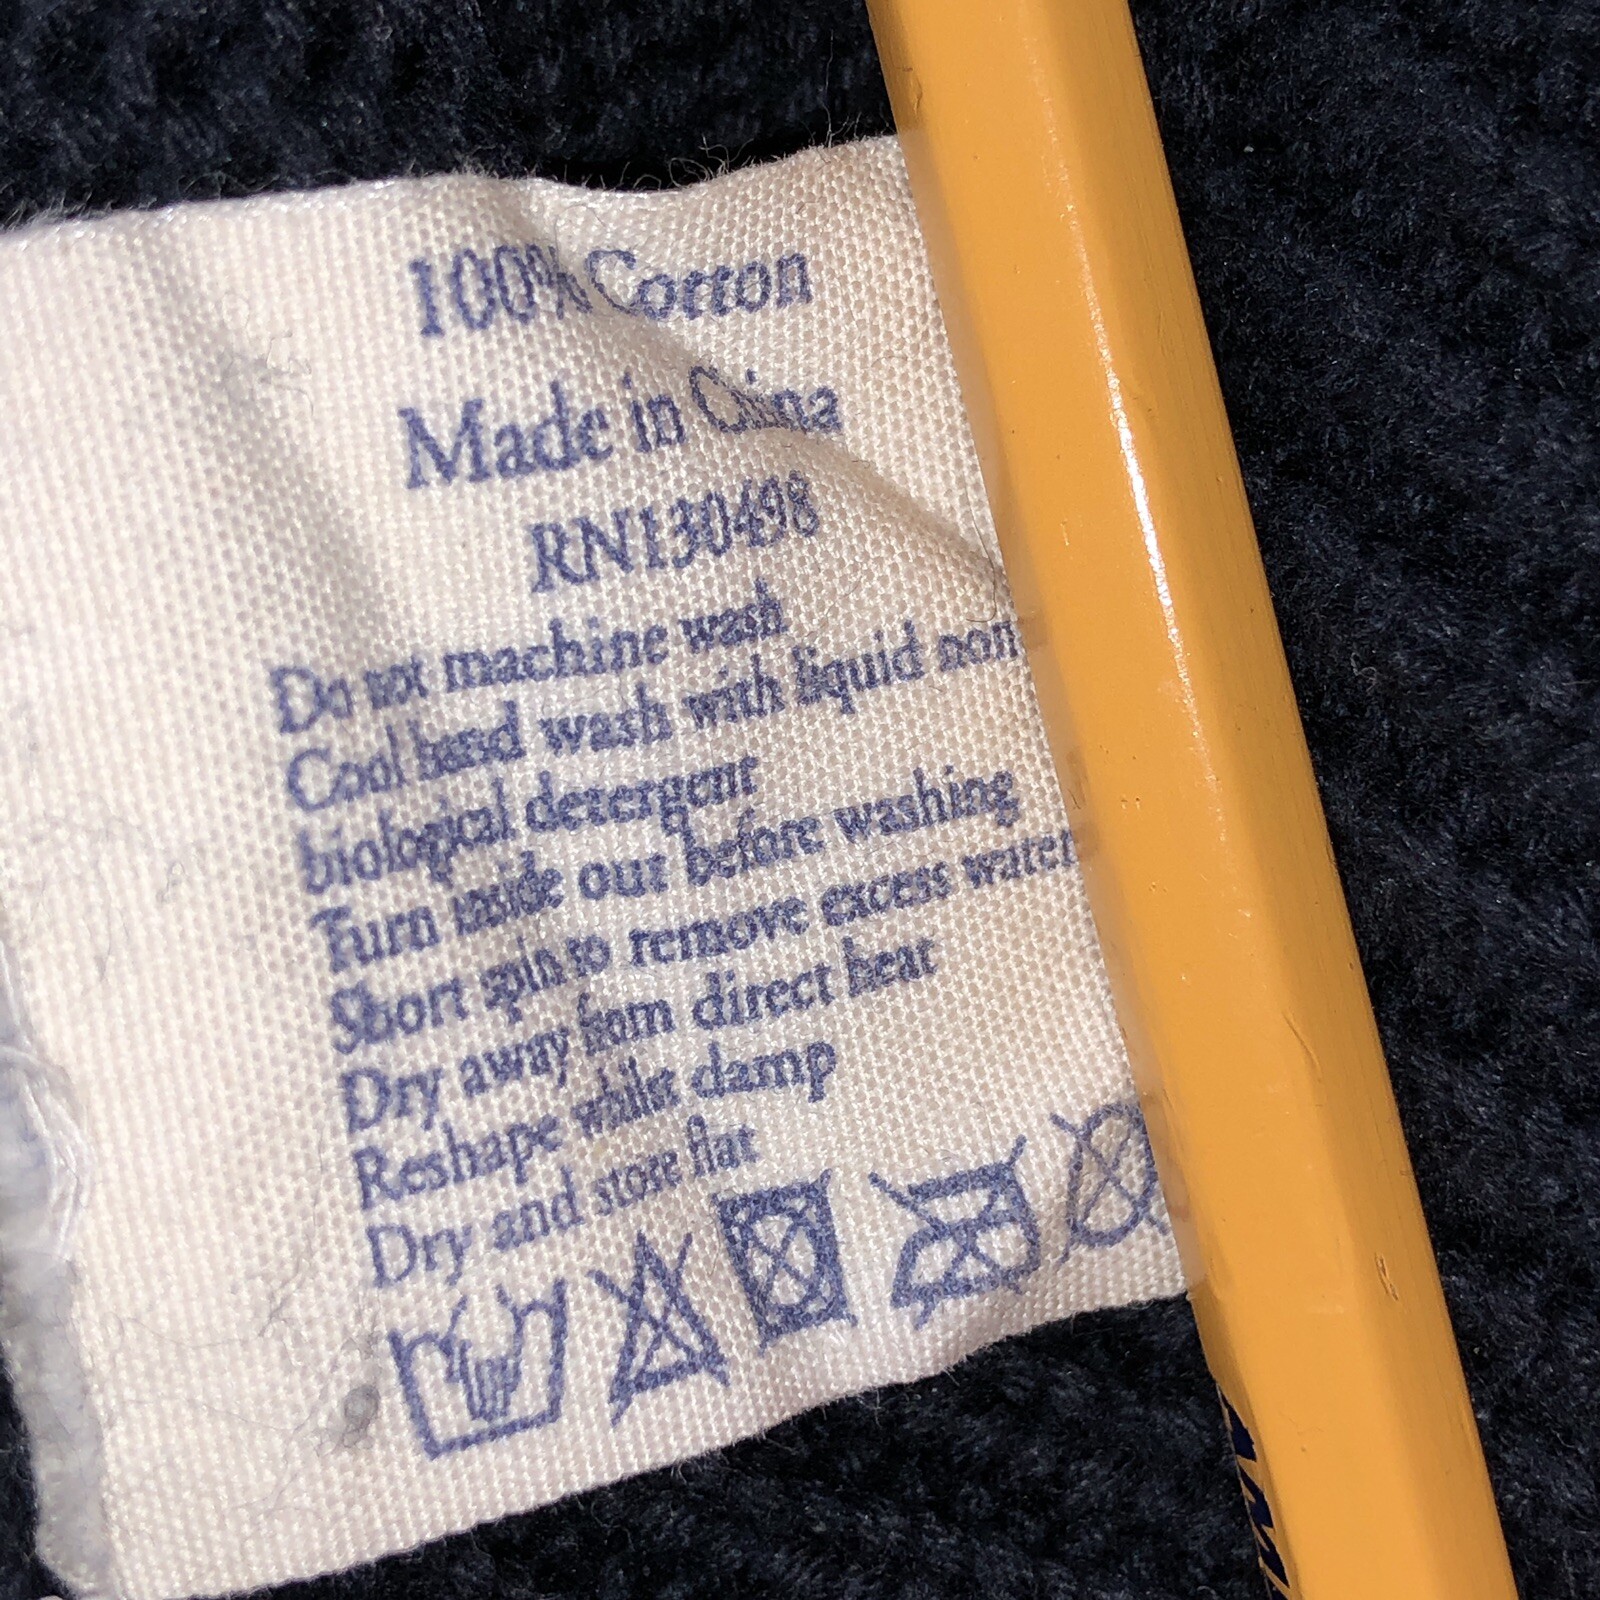 100% Cotton
Made in China
RN130498
Do not machine wash
Cool hand wash with liquid non
biological detergent
Turn inside out before washing
Short spin to remove excess water
Dry away from direct heat
Reshape whilst damp
Dry and store flat